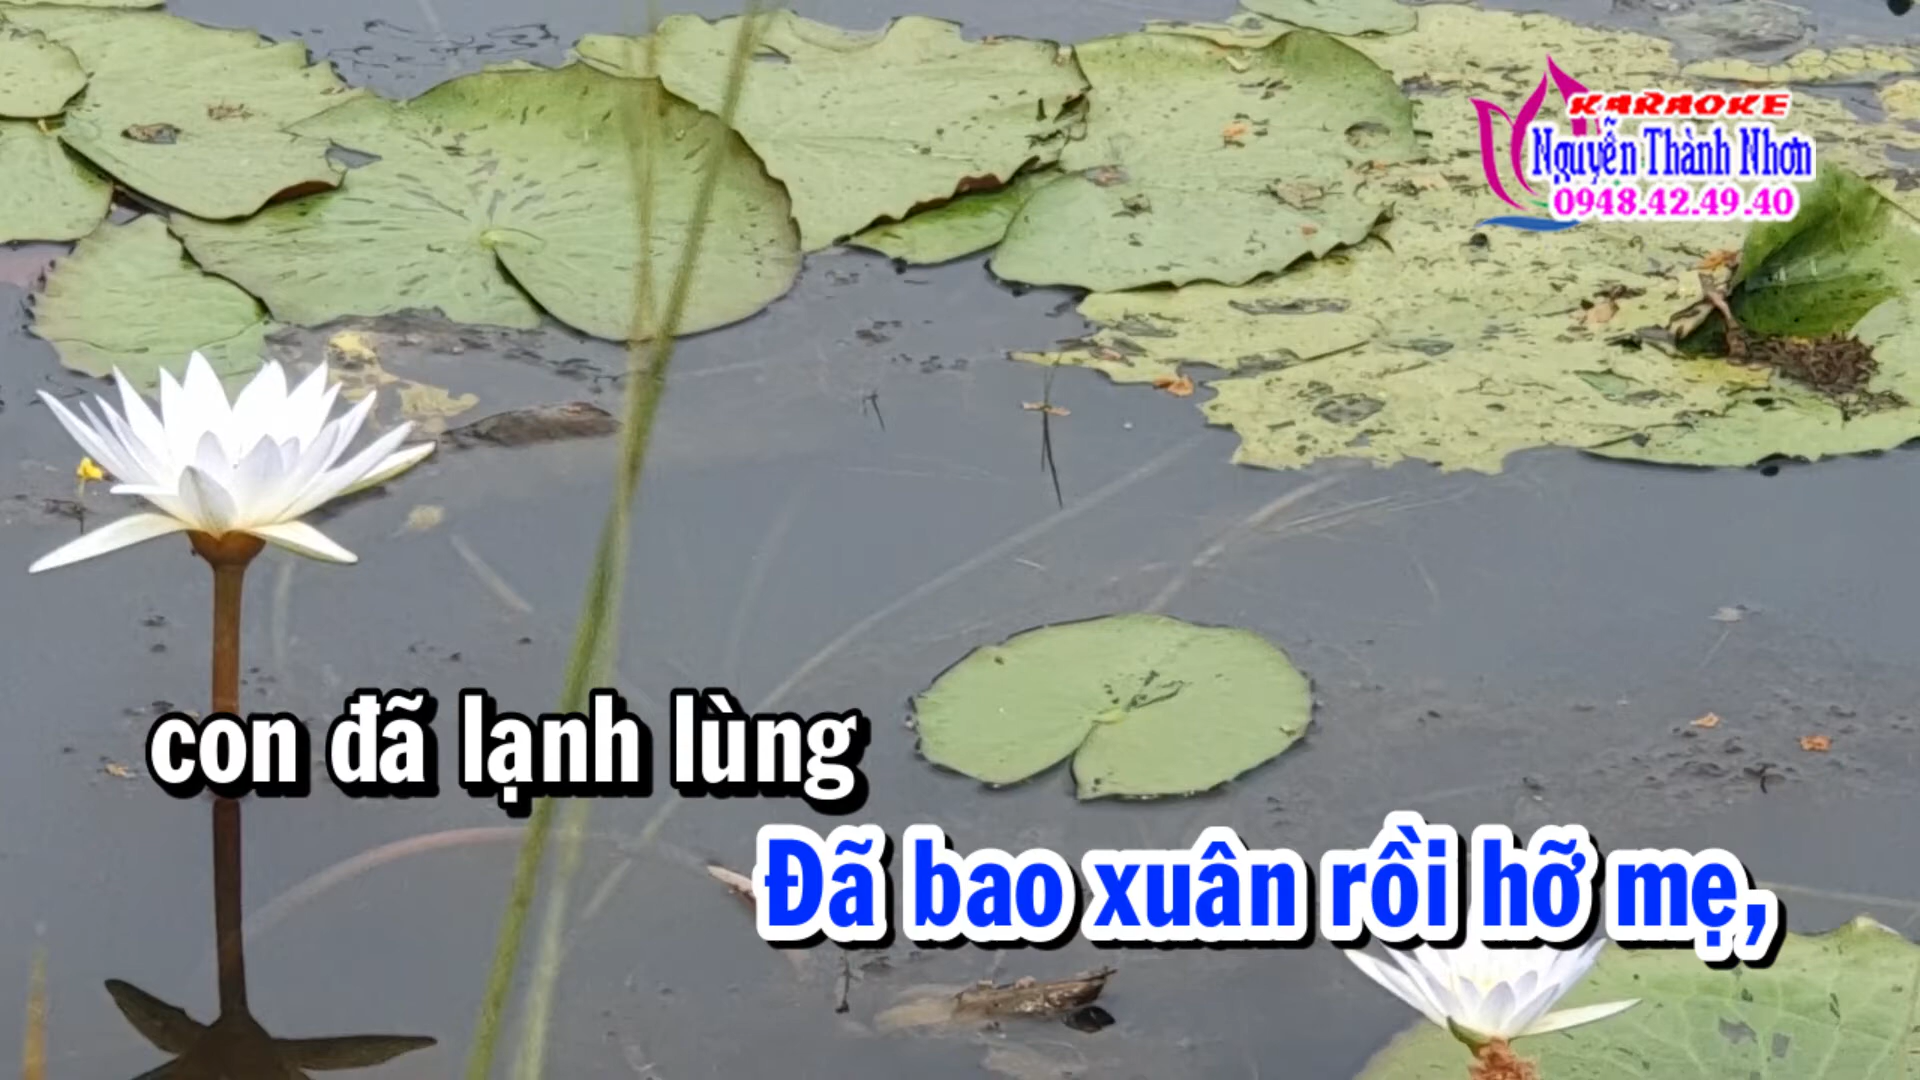 KARAOKE
Nguyễn Thành Nhơn
0948.42.49.40
con đã lạnh lùng
Đã bao xuân rồi hỡ mẹ,